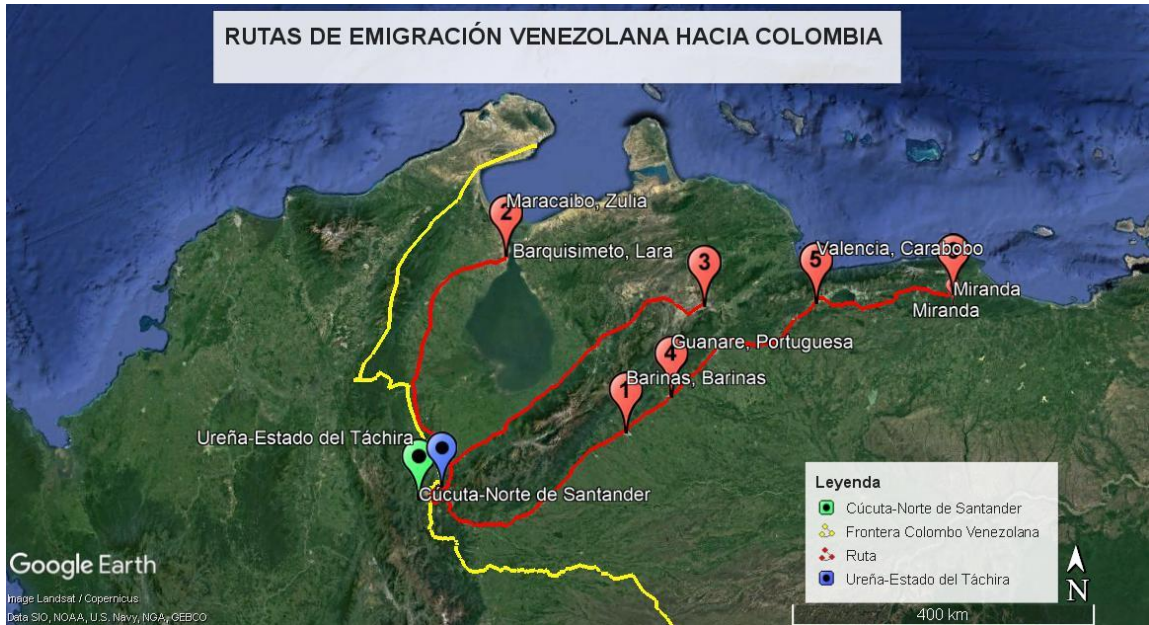 RUTAS DE EMIGRACIÓN VENEZOLANA HACIA COLOMBIA
Maracaibo, Zulia
2
Barquisimeto, Lara
3
Valencia, Carabobo
5
Miranda
Miranda
Guanare, Portuguesa
4
Barinas, Barinas
1
Ureña-Estado del Táchira
Cúcuta-Norte de Santander
Leyenda
Cúcuta-Norte de Santander
Frontera Colombo Venezolana
Ruta
Ureña-Estado del Táchira
N
400 km
Google Earth
Image Landsat / Copernicus
Data SIO, NOAA, U.S. Navy, NGA, GEBCO